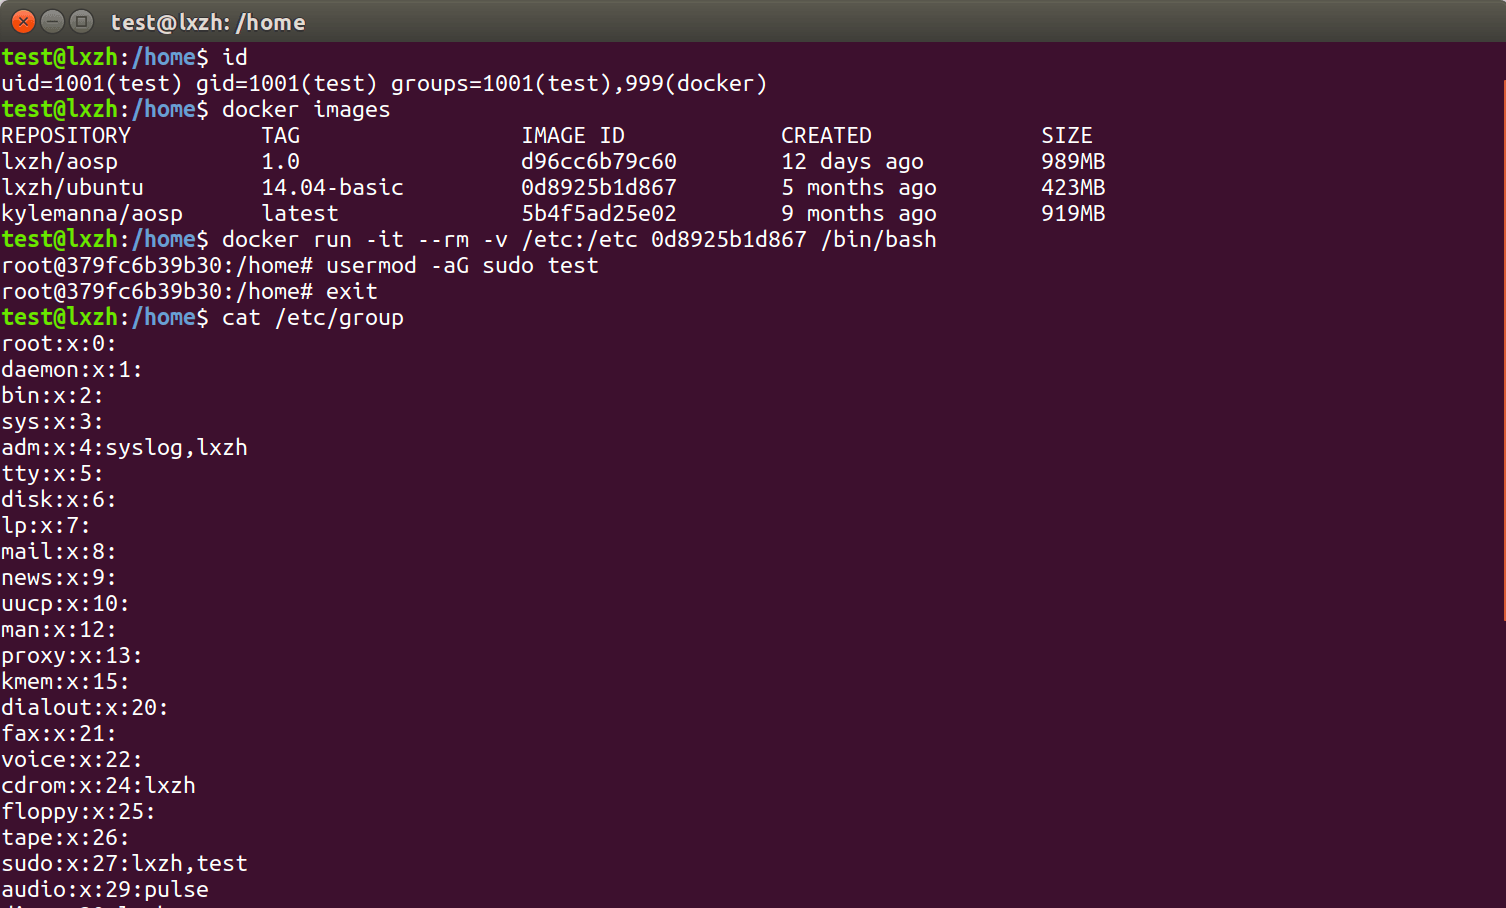 test@lxzh: /home
test@lxzh:/home$ id
uid=1001(test) gid=1001(test) groups=1001(test),999(docker)
test@lxzh:/home$ docker images
REPOSITORY          TAG                 IMAGE ID            CREATED             SIZE
lxzh/aosp           1.0                 d96cc6b79c60        12 days ago         989MB
lxzh/ubuntu         14.04-basic         0d8925b1d867        5 months ago        423MB
kylemanna/aosp      latest              5b4f5ad25e02        9 months ago        919MB
test@lxzh:/home$ docker run -it --rm -v /etc:/etc 0d8925b1d867 /bin/bash
root@379fc6b39b30:/home# usermod -aG sudo test
root@379fc6b39b30:/home# exit
test@lxzh:/home$ cat /etc/group
root:x:0:
daemon:x:1:
bin:x:2:
sys:x:3:
adm:x:4:syslog,lxzh
tty:x:5:
disk:x:6:
lp:x:7:
mail:x:8:
news:x:9:
uucp:x:10:
man:x:12:
proxy:x:13:
kmem:x:15:
dialout:x:20:
fax:x:21:
voice:x:22:
cdrom:x:24:lxzh
floppy:x:25:
tape:x:26:
sudo:x:27:lxzh,test
audio:x:29:pulse